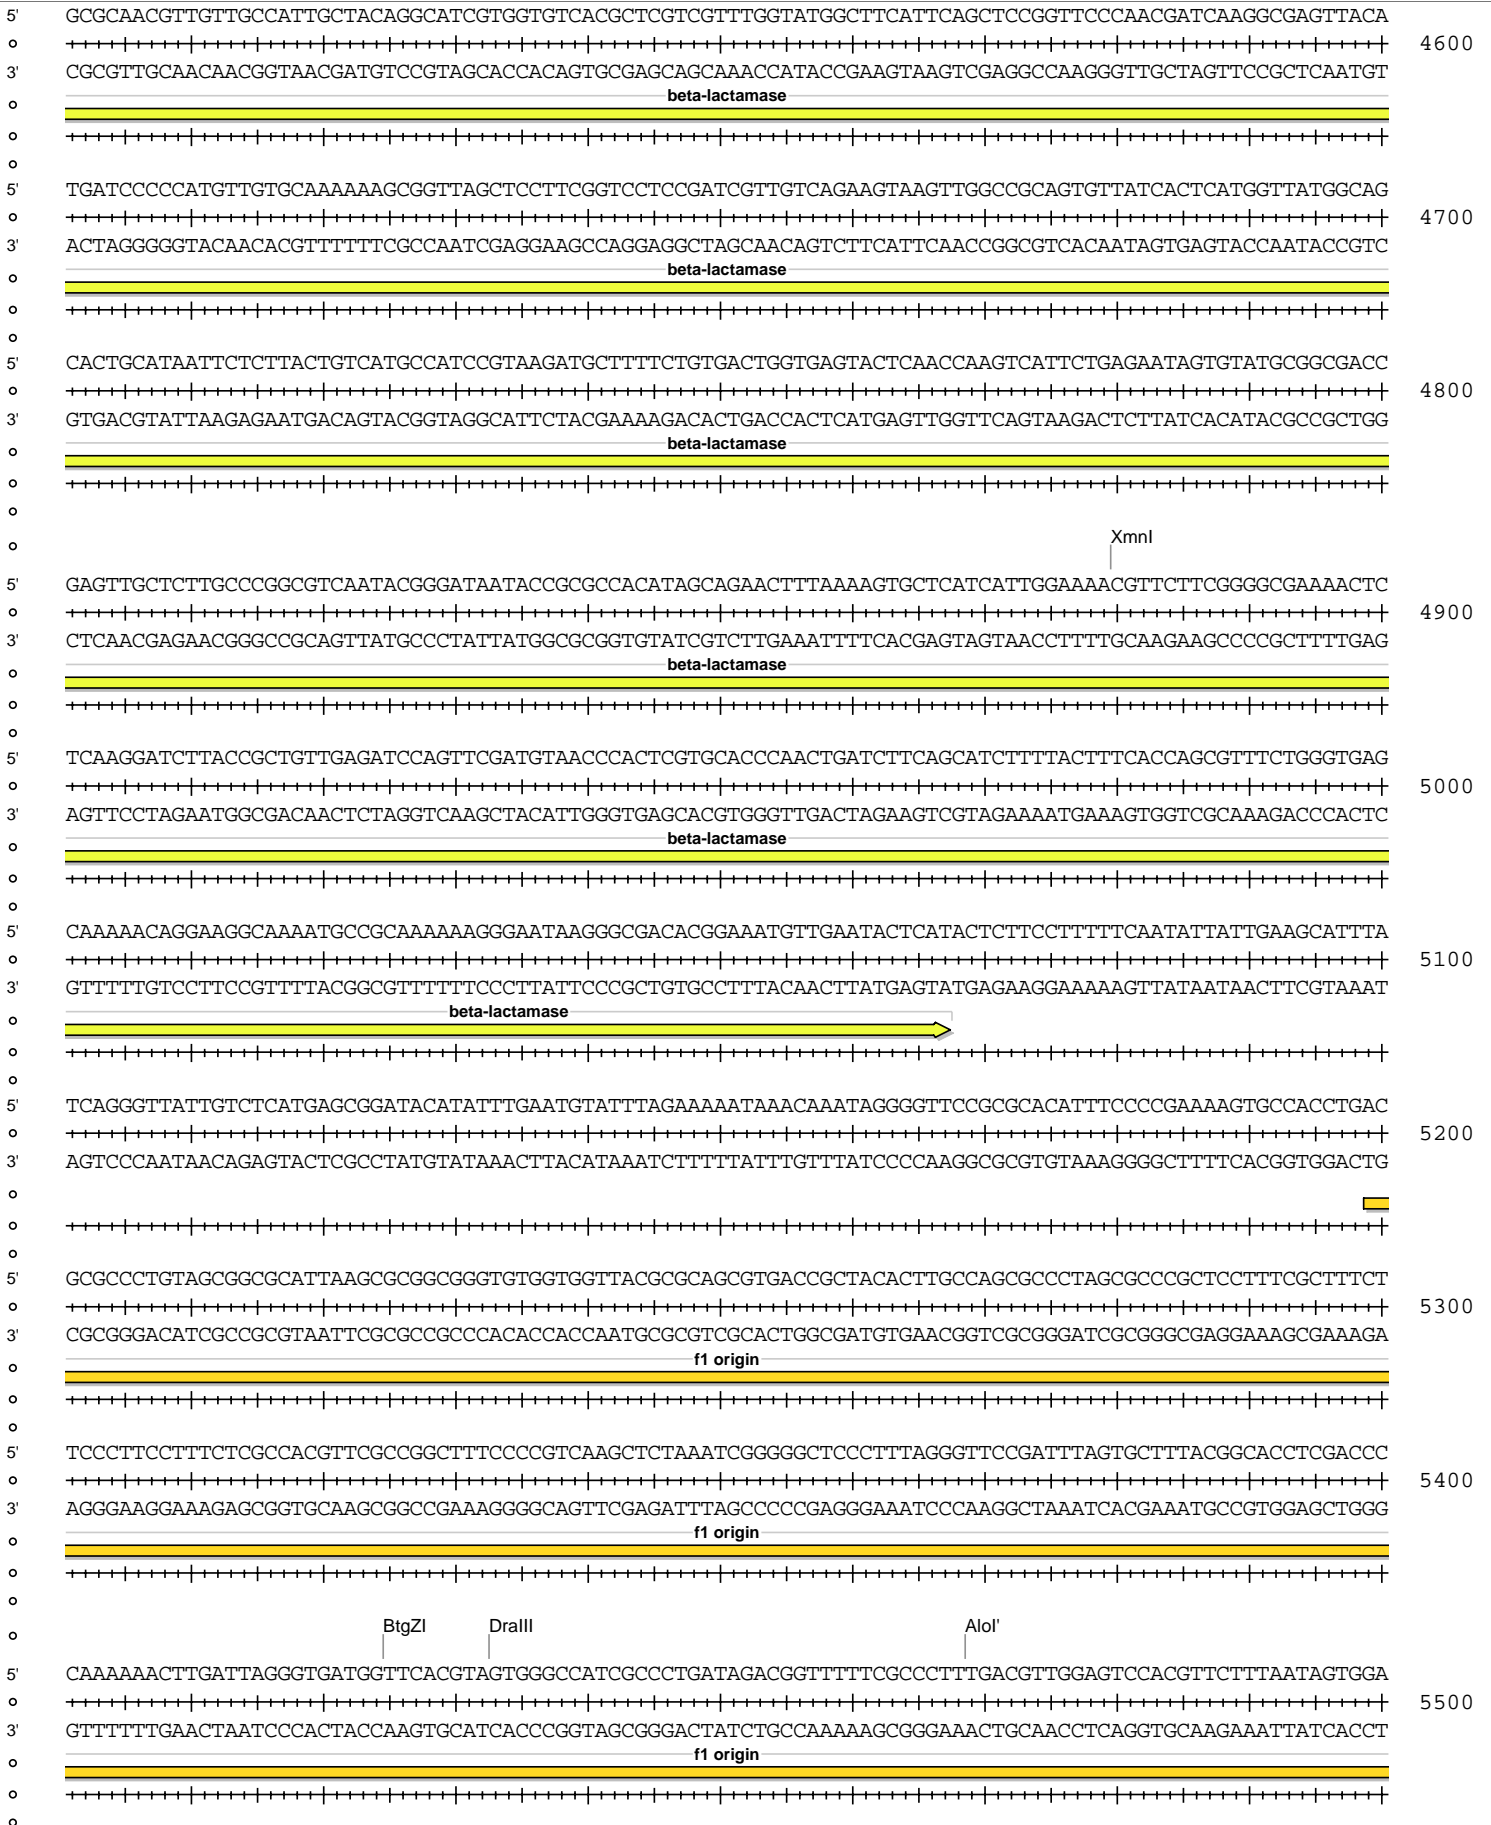 5' GCGCAACGTTGTTGCCATTGCTACAGGCATCGTGGTGTCACGCTCGTCGTTTGGTATGGCTTCATTCAGCTCCGGTTCCCAACGATCAAGGCGAGTTACA
4600
3' CGCGTTGCAACAACGGTAACGATGTCCGTAGCACCACAGTGCGAGCAGCAAACCATACCGAAGTAAGTCGAGGCCAAGGGTTGCTAGTTCCGCTCAATGT
beta-lactamase
5' TGATCCCCCATGTTGTGCAAAAAAGCGGTTAGCTCCTTCGGTCCTCCGATCGTTGTCAGAAGTAAGTTGGCCGCAGTGTTATCACTCATGGTTATGGCAG
4700
3' ACTAGGGGGTACAACACGTTTTTTCGCCAATCGAGGAAGCCAGGAGGCTAGCAACAGTCTTCATTCAACCGGCGTCACAATAGTGAGTACCAATACCGTC
beta-lactamase
5' CACTGCATAATTCTCTTACTGTCATGCCATCCGTAAGATGCTTTTCTGTGACTGGTGAGTACTCAACCAAGTCATTCTGAGAATAGTGTATGCGGCGACC
4800
3' GTGACGTATTAAGAGAATGACAGTACGGTAGGCATTCTACGAAAAGACACTGACCACTCATGAGTTGGTTCAGTAAGACTCTTATCACATACGCCGCTGG
beta-lactamase
XmnI
5' GAGTTGCTCTTGCCCGGCGTCAATACGGGATAATACCGCGCCACATAGCAGAACTTTAAAAGTGCTCATCATTGGAAAACGTTCTTCGGGGCGAAAACTC
4900
3' CTCAACGAGAACGGGCCGCAGTTATGCCCTATTATGGCGCGGTGTATCGTCTTGAAATTTTCACGAGTAGTAACCTTTTGCAAGAAGCCCCGCTTTTGAG
beta-lactamase
5' TCAAGGATCTTACCGCTGTTGAGATCCAGTTCGATGTAACCCACTCGTGCACCCAACTGATCTTCAGCATCTTTTACTTTCACCAGCGTTTCTGGGTGAG
5000
3' AGTTCCTAGAATGGCGACAACTCTAGGTCAAGCTACATTGGGTGAGCACGTGGGTTGACTAGAAGTCGTAGAAAATGAAAGTGGTCGCAAAGACCCACTC
beta-lactamase
5' CAAAAACAGGAAGGCAAAATGCCGCAAAAAAGGGAATAAGGGCGACACGGAAATGTTGAATACTCATACTCTTCCTTTTTCAATATTATTGAAGCATTTA
5100
3' GTTTTTGTCCTTCCGTTTTACGGCGTTTTTTCCCTTATTCCCGCTGTGCCTTTACAACTTATGAGTATGAGAAGGAAAAAGTTATAATAACTTCGTAAAT
beta-lactamase
5' TCAGGGTTATTGTCTCATGAGCGGATACATATTTGAATGTATTTAGAAAAATAAACAAATAGGGGTTCCGCGCACATTTCCCCGAAAAGTGCCACCTGAC
5200
3' AGTCCCAATAACAGAGTACTCGCCTATGTATAAACTTACATAAATCTTTTTATTTGTTTATCCCCAAGGCGCGTGTAAAGGGGCTTTTCACGGTGGACTG
5' GCGCCCTGTAGCGGCGCATTAAGCGCGGCGGGTGTGGTGGTTACGCGCAGCGTGACCGCTACACTTGCCAGCGCCCTAGCGCCCGCTCCTTTCGCTTTCT
5300
3' CGCGGGACATCGCCGCGTAATTCGCGCCGCCCACACCACCAATGCGCGTCGCACTGGCGATGTGAACGGTCGCGGGATCGCGGGCGAGGAAAGCGAAAGA
f1 origin
5' TCCCTTCCTTTCTCGCCACGTTCGCCGGCTTTCCCCGTCAAGCTCTAAATCGGGGGCTCCCTTTAGGGTTCCGATTTAGTGCTTTACGGCACCTCGACCC
5400
3' AGGGAAGGAAAGAGCGGTGCAAGCGGCCGAAAGGGGCAGTTCGAGATTTAGCCCCCGAGGGAAATCCCAAGGCTAAATCACGAAATGCCGTGGAGCTGGG
f1 origin
BtgZI DraIII AloI'
5' CAAAAAACTTGATTAGGGTGATGGTTCACGTAGTGGGCCATCGCCCTGATAGACGGTTTTTCGCCCTTTGACGTTGGAGTCCACGTTCTTTAATAGTGGA
5500
3' GTTTTTTGAACTAATCCCACTACCAAGTGCATCACCCGGTAGCGGGACTATCTGCCAAAAAGCGGGAAACTGCAACCTCAGGTGCAAGAAATTATCACCT
f1 origin